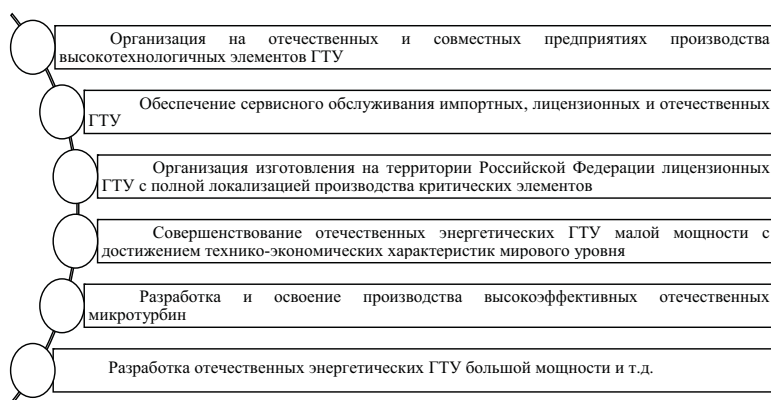 Организация на отечественных и совместных предприятиях производства
высокотехнологичных элементов ГТУ
Обеспечение сервисного обслуживания импортных, лицензионных и отечественных
ГТУ
Организация изготовления на территории Российской Федерации лицензионных
ГТУ с полной локализацией производства критических элементов
Совершенствование отечественных энергетических ГТУ малой мощности с
достижением технико-экономических характеристик мирового уровня
Разработка и освоение производства высокоэффективных отечественных
микротурбин
Разработка отечественных энергетических ГТУ большой мощности и т.д.